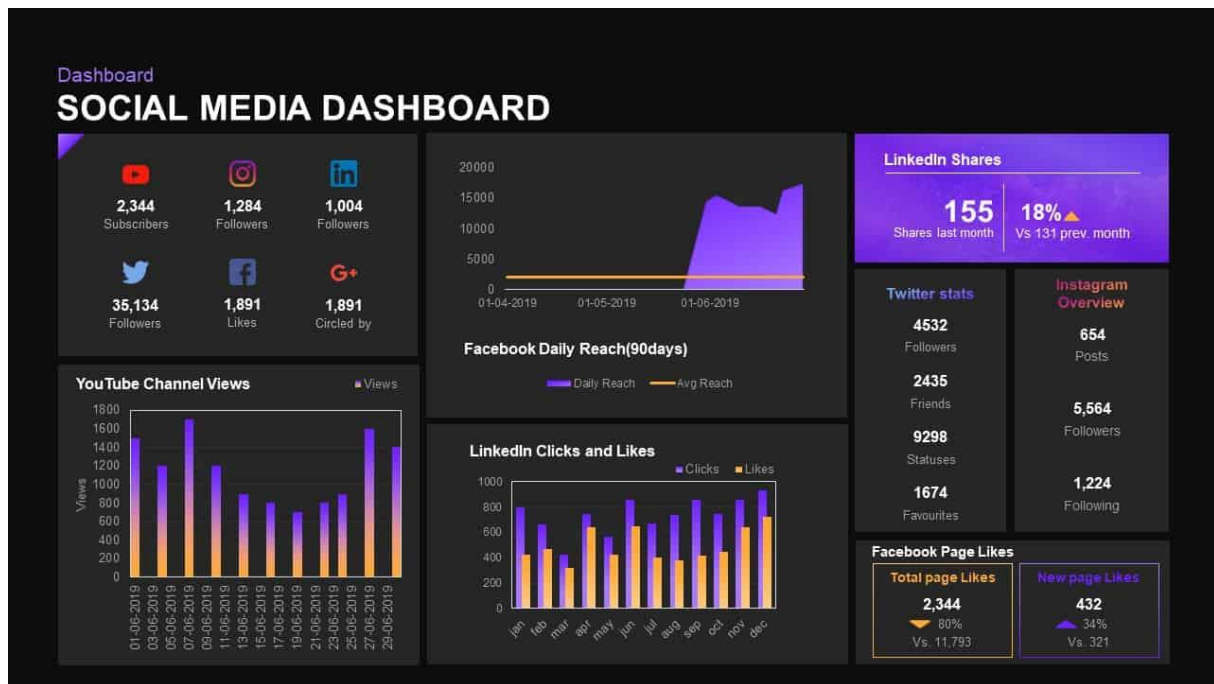 Dashboard
SOCIAL MEDIA DASHBOARD
in
2,344 1,284 1,004
Subscribers Followers Followers
G+
35,134 1,891 1,891
Followers Likes Circled by
YouTube Channel Views
Views
1800
1600
1400
1200
1000
800
600
400
200
0
Views
01-06-2019
03-06-2019
05-06-2019
07-06-2019
09-06-2019
11-06-2019
13-06-2019
15-06-2019
17-06-2019
19-06-2019
21-06-2019
23-06-2019
25-06-2019
27-06-2019
29-06-2019
20000
15000
10000
5000
0
01-04-2019 01-05-2019 01-06-2019
Facebook Daily Reach(90days)
Daily Reach Avg Reach
LinkedIn Clicks and Likes
Clicks Likes
1000
800
600
400
200
0
jan feb mar apr may jun jul aug sep oct nov dec
LinkedIn Shares
155 18%
Shares last month Vs 131 prev. month
Twitter stats
4532
Followers
2435
Friends
9298
Statuses
1674
Favourites
Instagram
Overview
654
Posts
5,564
Followers
1,224
Following
Facebook Page Likes
Total page Likes
2,344
80%
Vs. 11,793
New page Likes
432
34%
Vs. 321